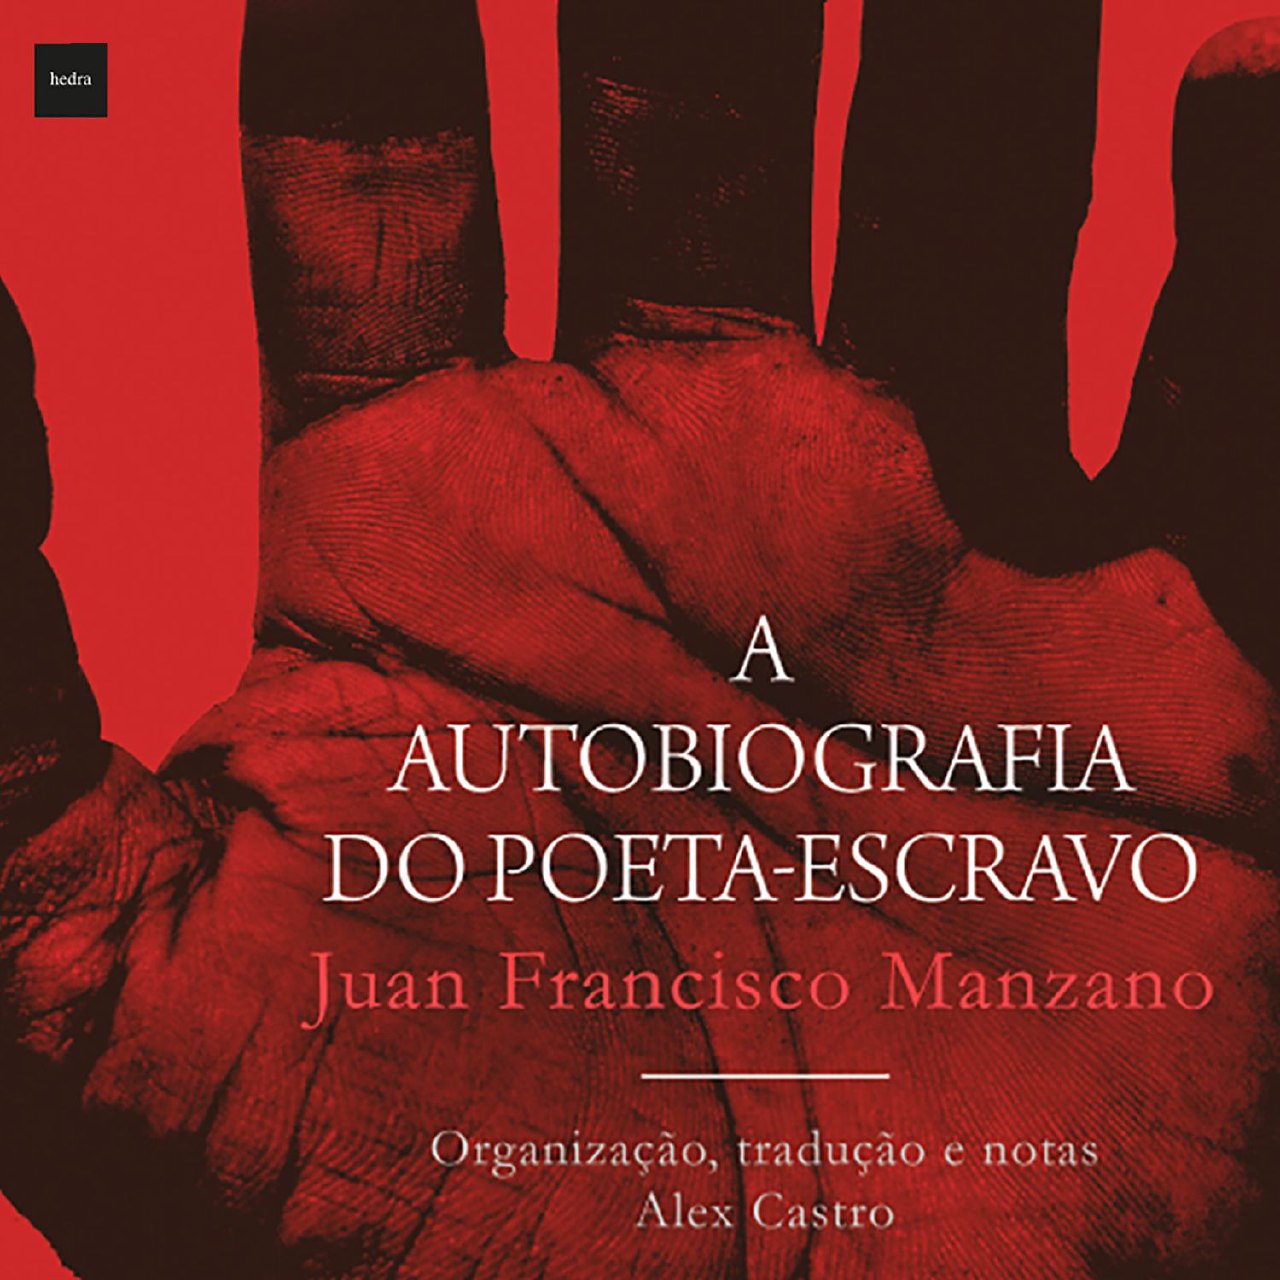 hedra
A
AUTOBIOGRAFIA
DO POETA-ESCRAVO
Juan Francisco Manzano
Organização, tradução e notas
Alex Castro